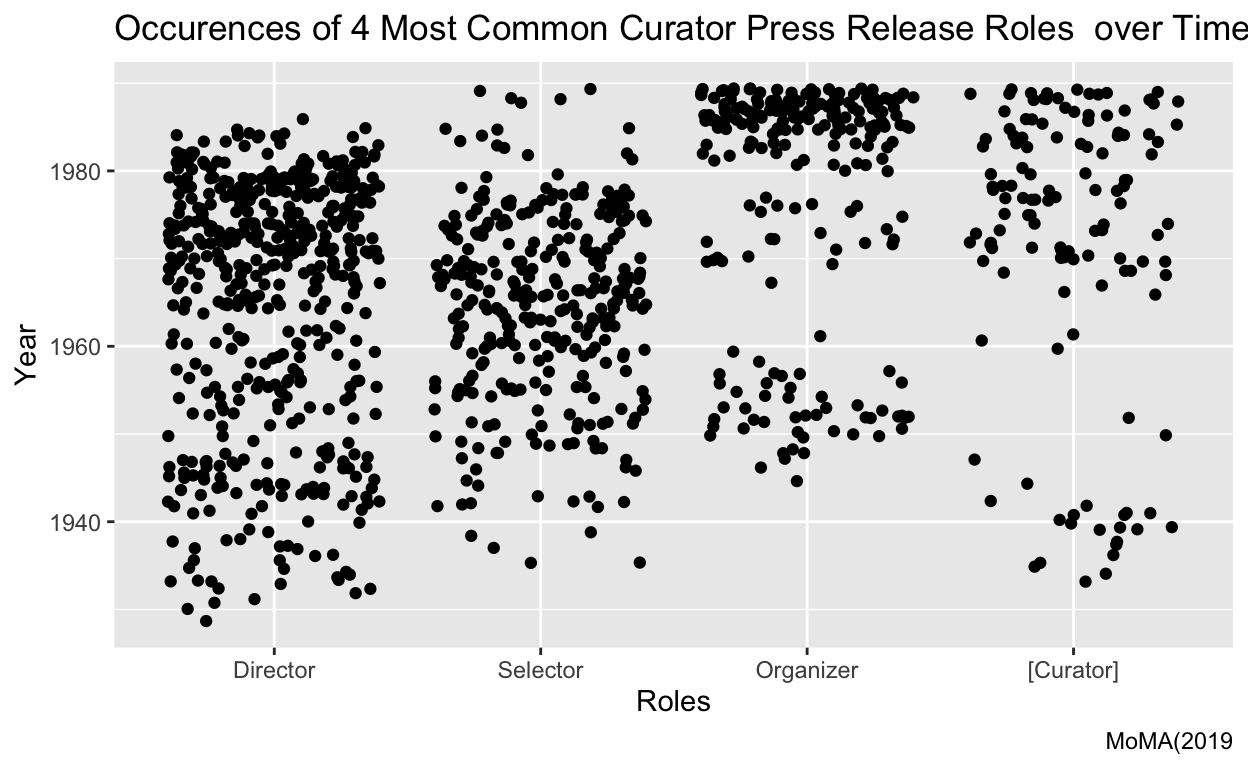 Occurences of 4 Most Common Curator Press Release Roles  over Time
Year
1980
1960
1940
Director Selector Organizer [Curator]
Roles
MoMA(2019